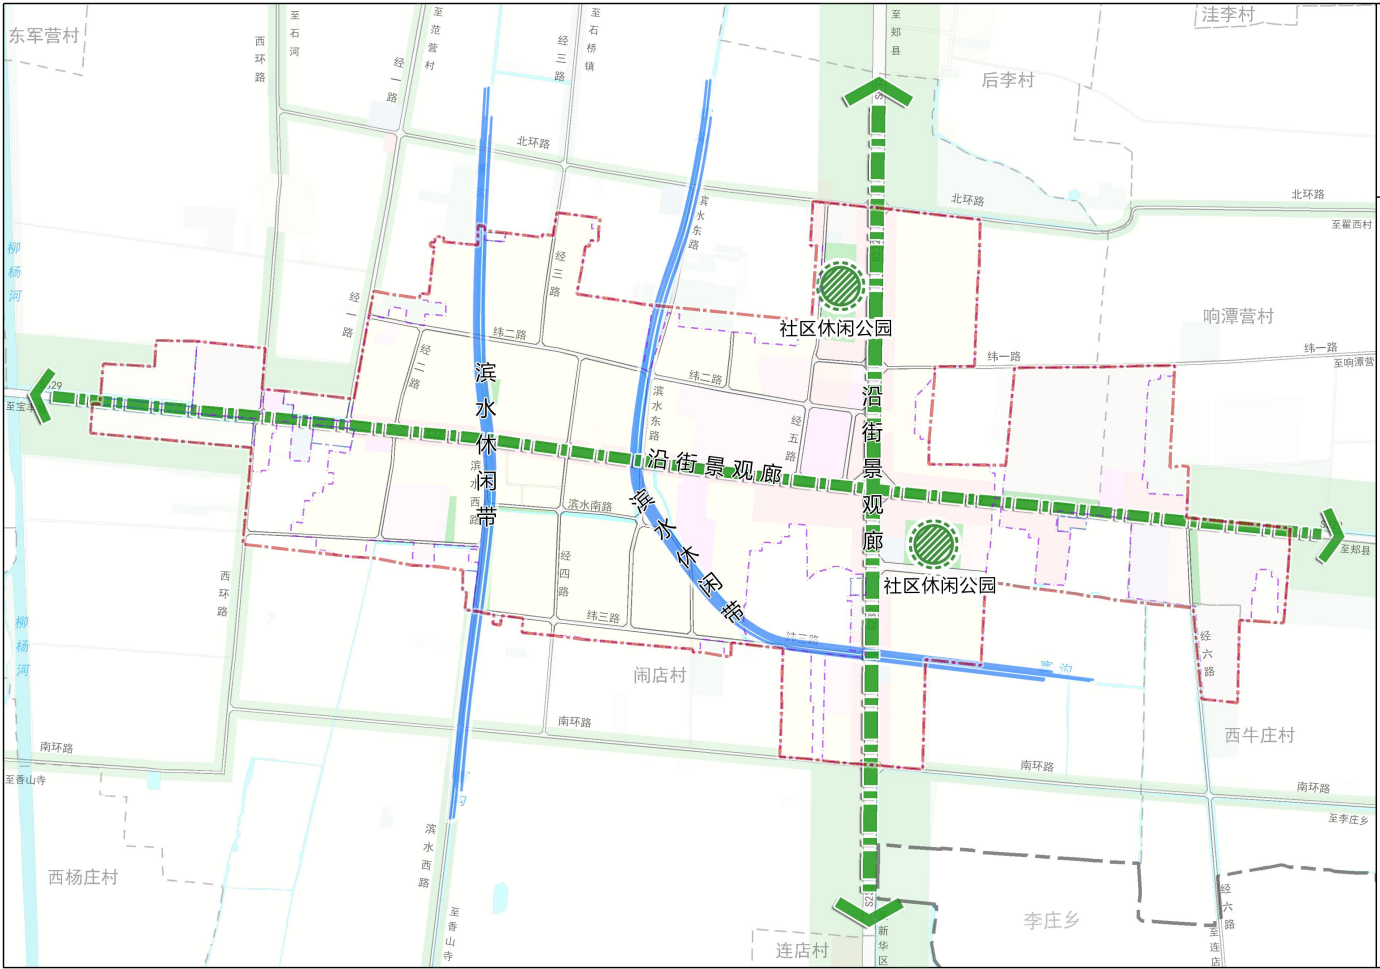 东军营村
至石河
西环路
至范营村
经一路
经三路
至石桥镇
至郏县
洼李村
后李村
北环路
北环路
北环路
至翟西村
滨水东路
柳杨河
经三路
经一路
社区休闲公园
响潭营村
纬二路
纬一路
纬一路
至响潭营
经二路
纬二路
滨水休闲带
滨水东路
沿街景观廊
经五路
沿街景观廊
滨水西路
滨水南路
滨水休闲带
至郏县
经四路
西环路
社区休闲公园
纬三路
柳杨河
经六路
闹店村
南环路
南环路
西牛庄村
南环路
南环路
至香山寺
至李庄乡
滨水西路
西杨庄村
李庄乡
经六路
至香山寺
连店村
新华区
至连店